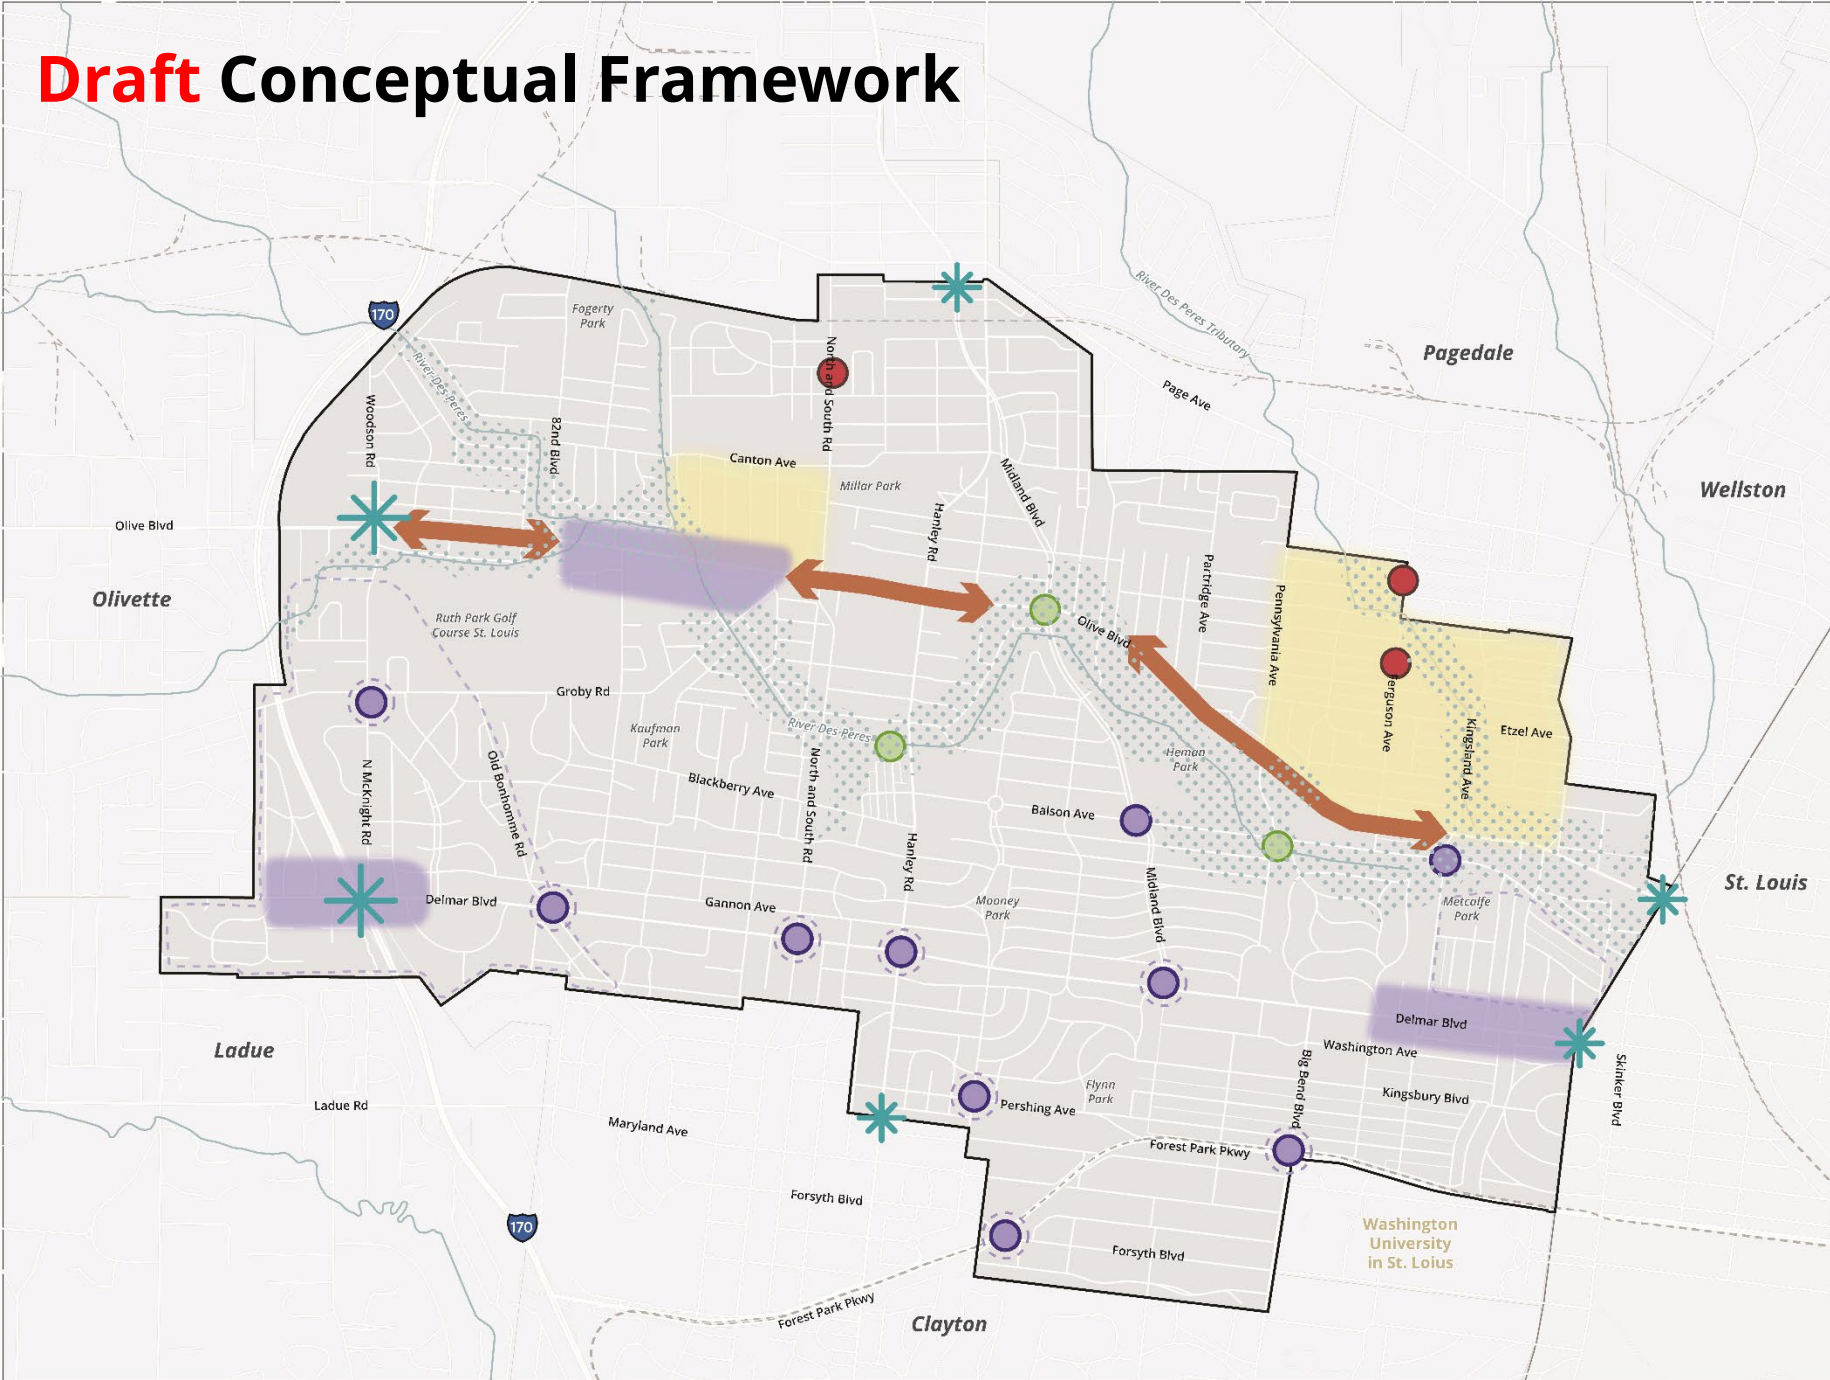 Draft Conceptual Framework
170
Fogerty
Park
River Des Peres Tributary
Pagedale
River Des Peres
North and South Rd
Page Ave
Woodson Rd
82nd Blvd
Canton Ave
Millar Park
Midland Blvd
Wellston
Hanley Rd
Olive Blvd
Olivette
Ruth Park Golf
Course St. Louis
Partridge Ave
Pennsylvania Ave
Olive Blvd
Groby Rd
Kaufman
Park
River Des Peres
Ferguson Ave
Kingsland Ave
Etzel Ave
Heman
Park
N McKnight Rd
Old Bonhomme Rd
Blackberry Ave
North and South Rd
Balson Ave
Hanley Rd
St. Louis
Delmar Blvd
Gannon Ave
Mooney
Park
Midland Blvd
Metcalfe
Park
Delmar Blvd
Washington Ave
Ladue
Big Bend Blvd
Skinker Blvd
Ladue Rd
Maryland Ave
Pershing Ave
Flynn
Park
Kingsbury Blvd
Forest Park Pkwy
Forsyth Blvd
170
Forsyth Blvd
Washington
University
in St. Loius
Forest Park Pkwy
Clayton